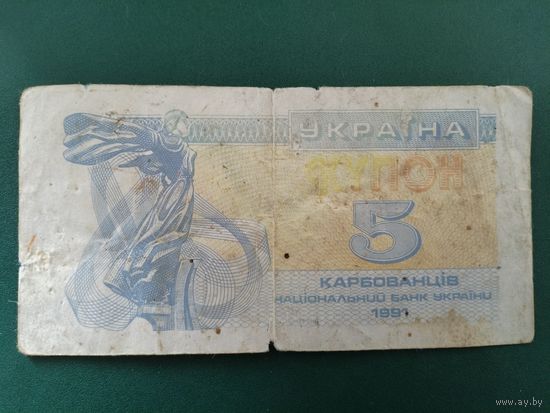 УКРАЇНА
КУПОН
5
КАРБОВАНЦІВ
НАЦІОНАЛЬНИЙ БАНК УКРАЇНИ
1991
www.ay.by